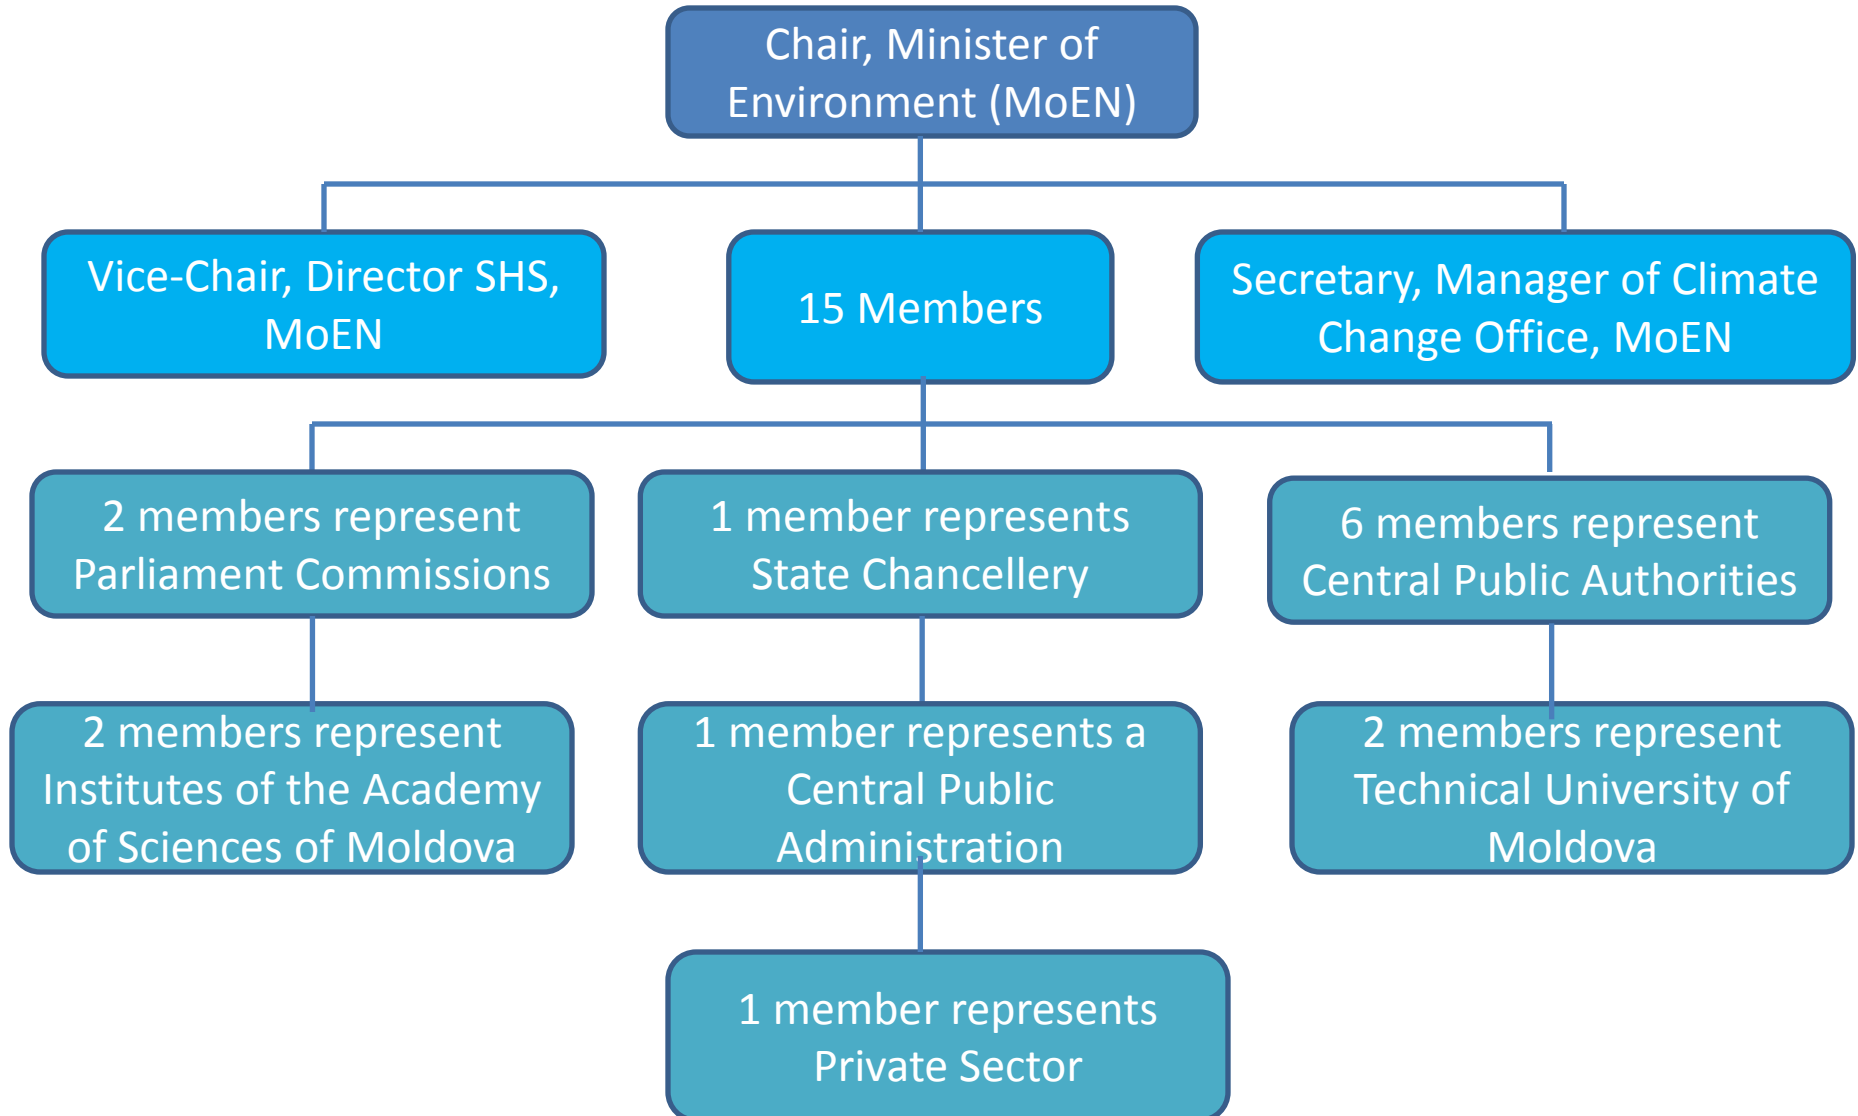 Chair, Minister of
Environment (MoEN)
Vice-Chair, Director SHS,
MoEN
15 Members
Secretary, Manager of Climate
Change Office, MoEN
2 members represent
Parliament Commissions
1 member represents
State Chancellery
6 members represent
Central Public Authorities
2 members represent
Institutes of the Academy
of Sciences of Moldova
1 member represents a
Central Public
Administration
2 members represent
Technical University of
Moldova
1 member represents
Private Sector